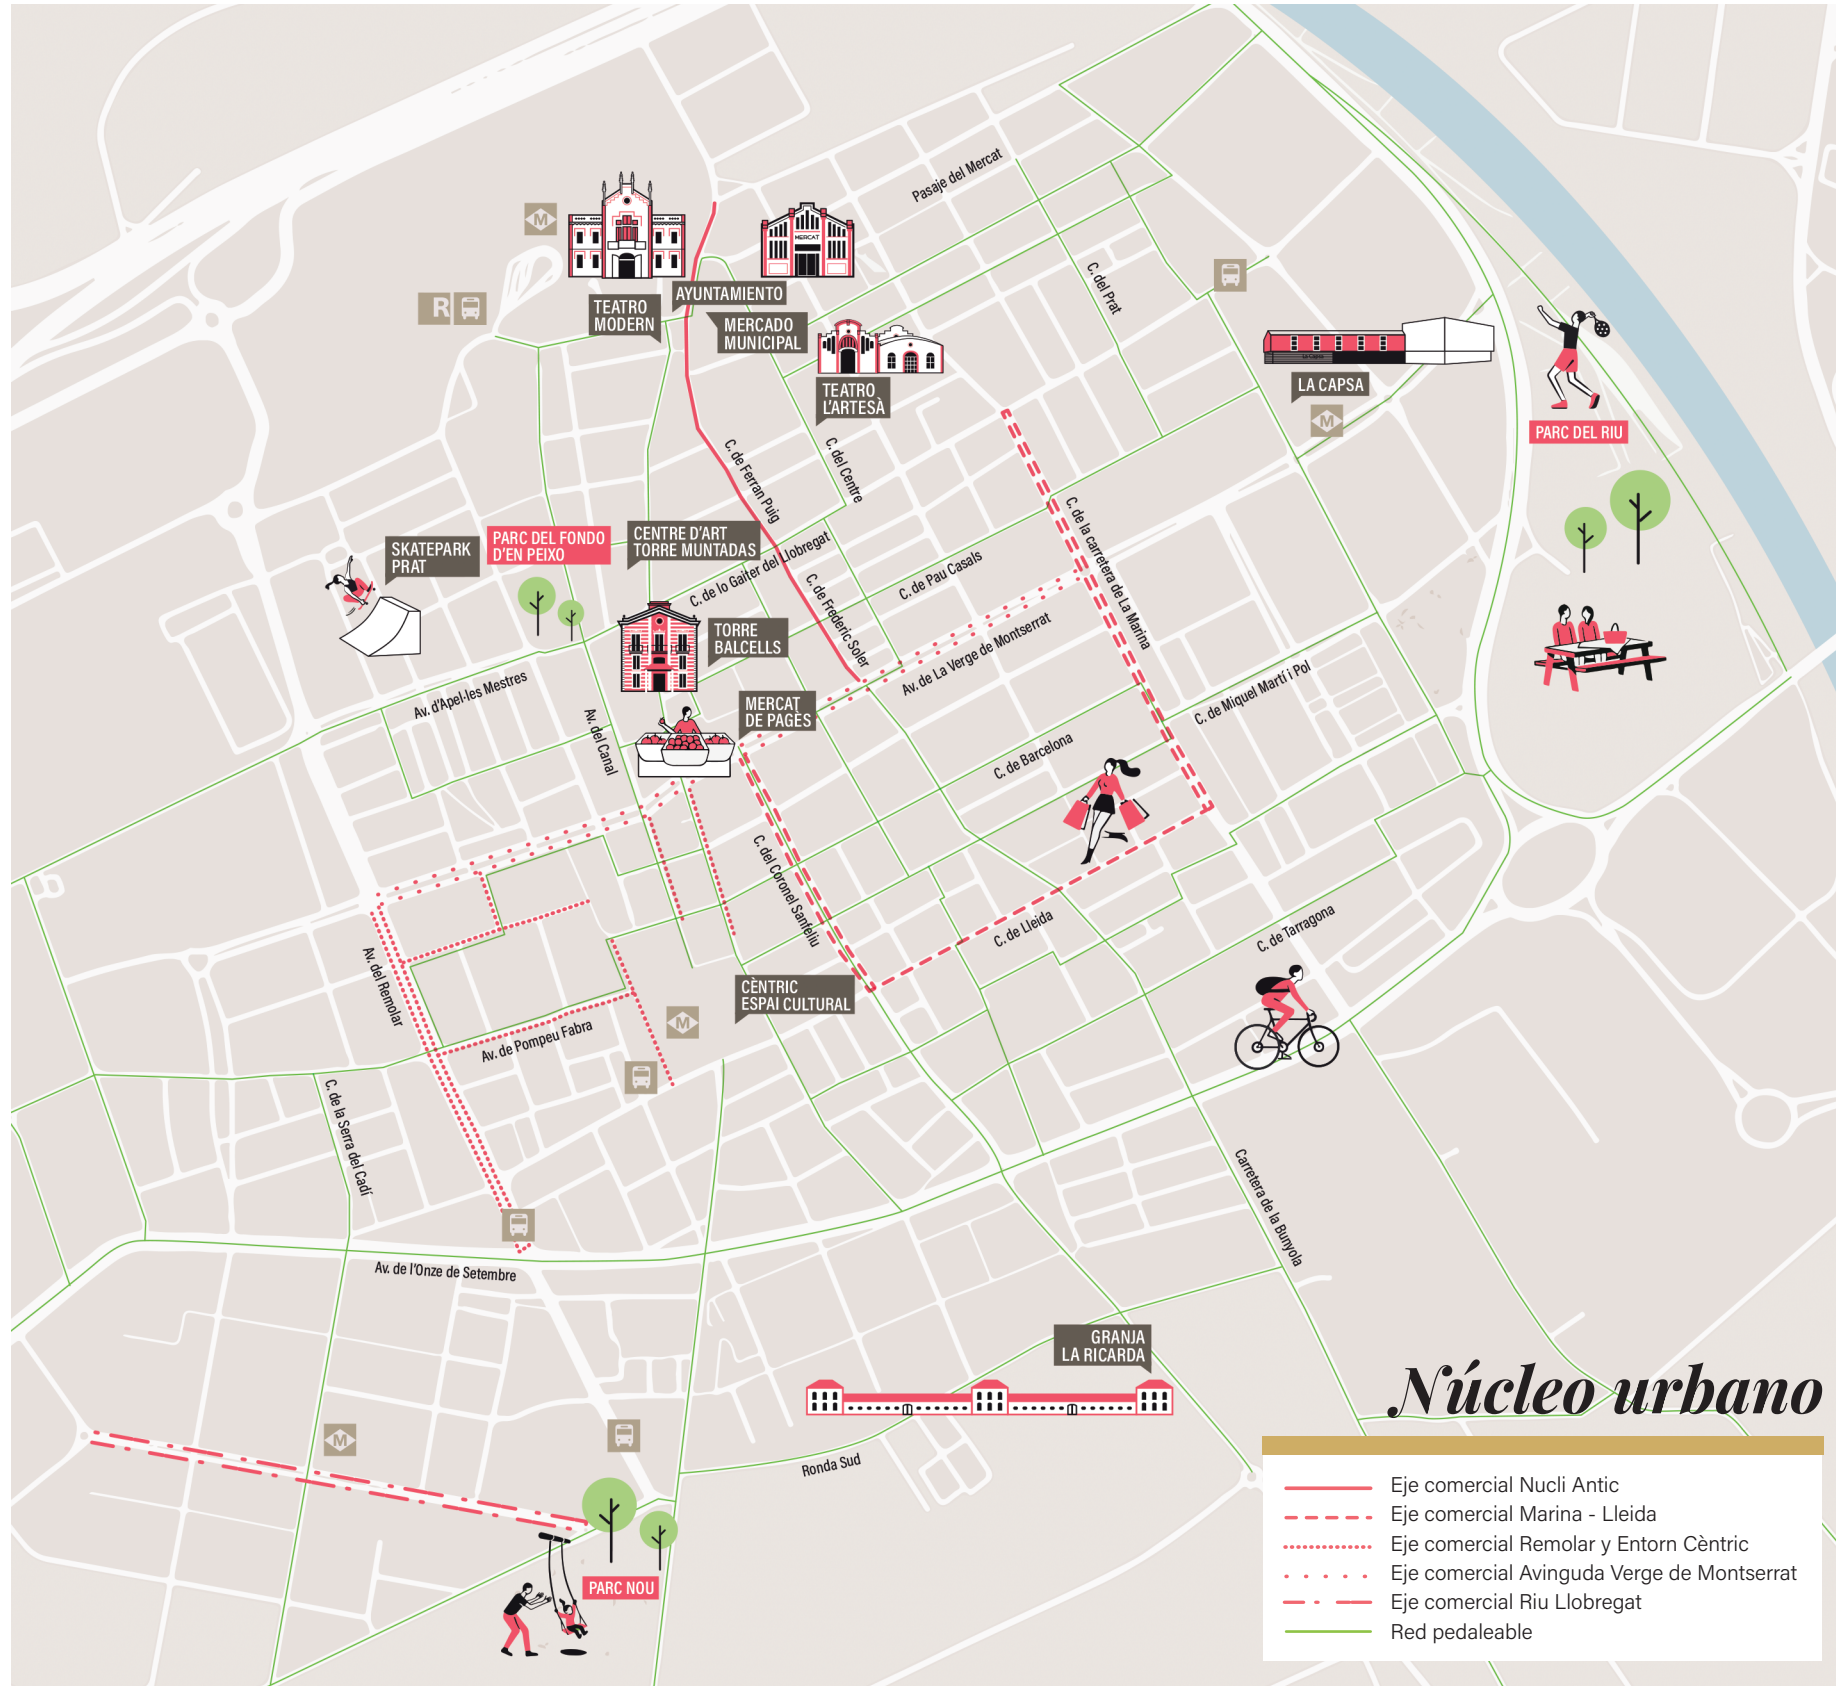 Pasaje del Mercat
M
MERCAT
R
TEATRO
MODERN
AYUNTAMIENTO
MERCADO
MUNICIPAL
C. del Prat
TEATRO
L'ARTESÀ
La Capsa
LA CAPSA
M
PARC DEL RIU
C. de Ferran Puig
C. del Centre
SKATEPARK
PRAT
PARC DEL FONDO
D'EN PEIXO
CENTRE D'ART
TORRE MUNTADAS
C. de lo Gaiter del Llobregat
C. de Pau Casals
C. de la carretera de La Marina
C. de Frederic Soler
TORRE
BALCELLS
Av. de La Verge de Montserrat
C. de Miquel Martí i Pol
Av. d'Apel·les Mestres
Av. del Canal
MERCAT
DE PAGÈS
C. de Barcelona
C. del Coronel Sanfeliu
C. de Lleida
C. de Tarragona
Av. del Remolar
CÈNTRIC
ESPAI CULTURAL
M
Av. de Pompeu Fabra
C. de la Serra del Cadí
Carretera de la Bunyola
Av. de l'Onze de Setembre
GRANJA
LA RICARDA
M
Ronda Sud
PARC NOU
Núcleo urbano
Eje comercial Nucli Antic
Eje comercial Marina - Lleida
Eje comercial Remolar y Entorn Cèntric
Eje comercial Avinguda Verge de Montserrat
Eje comercial Riu Llobregat
Red pedaleable